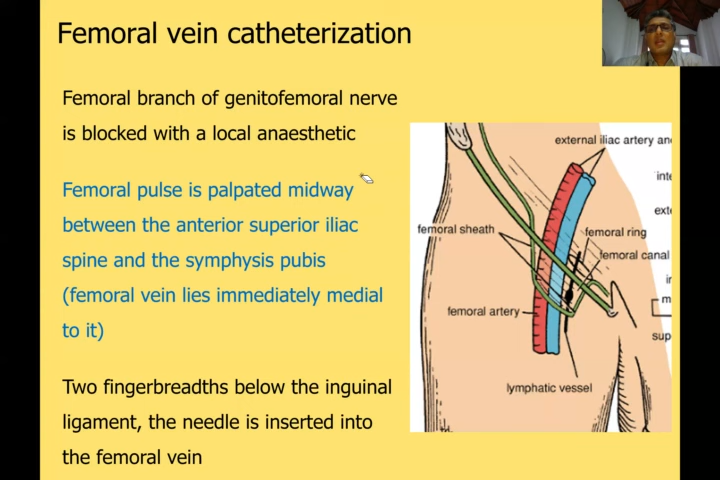 Femoral vein catheterization
Femoral branch of genitofemoral nerve
is blocked with a local anaesthetic
Femoral pulse is palpated midway
between the anterior superior iliac
spine and the symphysis pubis
(femoral vein lies immediately medial
to it)
Two fingerbreadths below the inguinal
ligament, the needle is inserted into
the femoral vein
external iliac artery
femoral sheath
femoral ring
femoral canal
femoral artery
lymphatic vessel